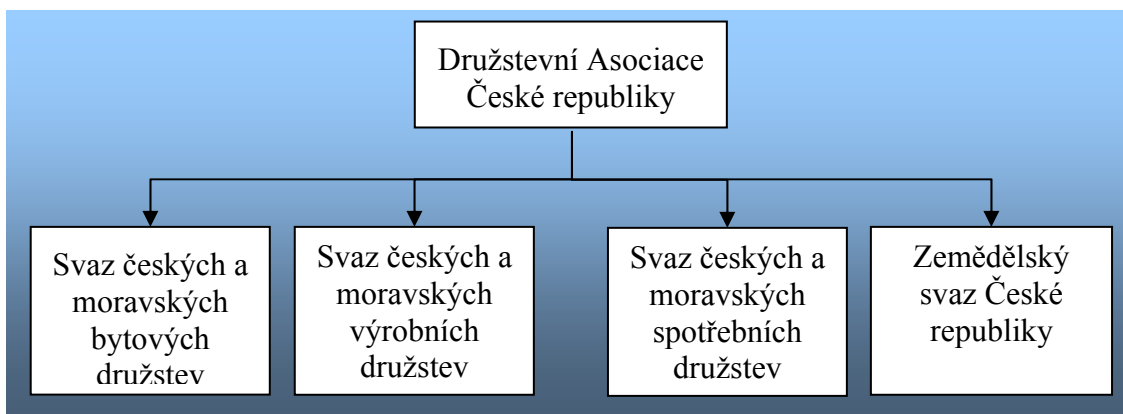 Družstevní Asociace
České republiky
Svaz českých a
moravských
bytových
družstev
Svaz českých a
moravských
výrobních
družstev
Svaz českých a
moravských
spotřebních
družstev
Zemědělský
svaz České
republiky